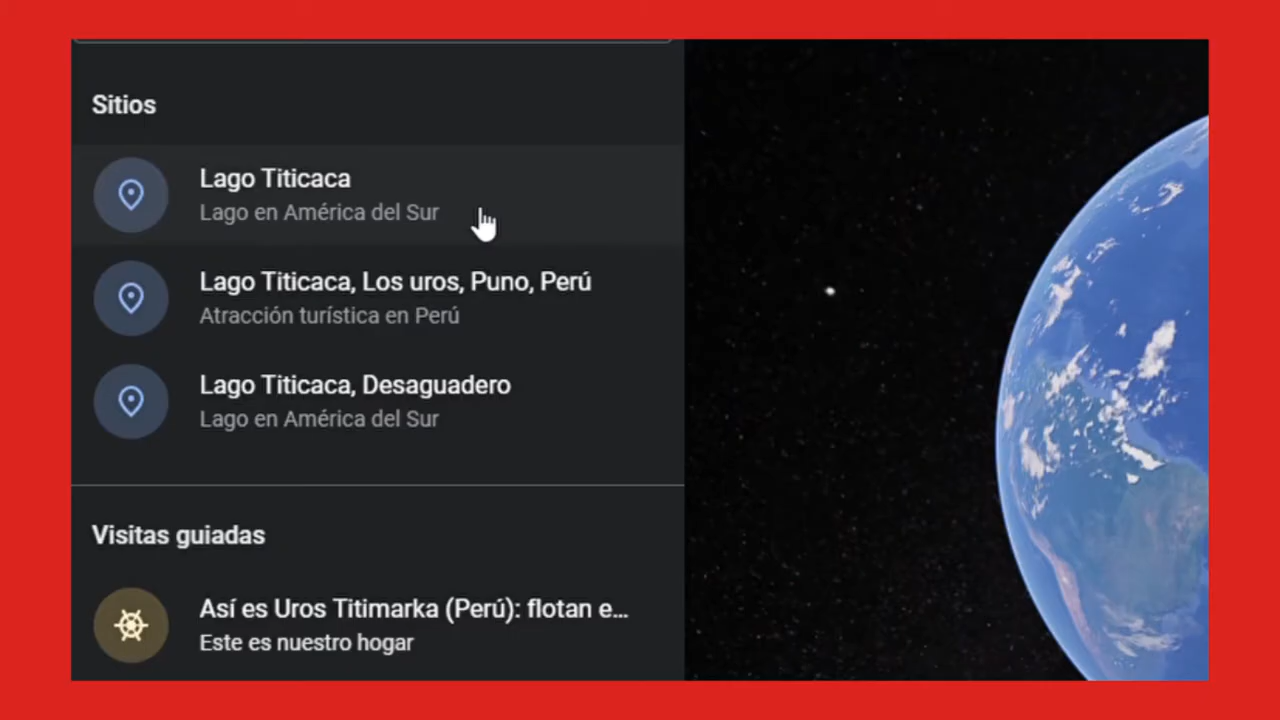 Sitios
Lago Titicaca
Lago en América del Sur
Lago Titicaca, Los uros, Puno, Perú
Atracción turística en Perú
Lago Titicaca, Desaguadero
Lago en América del Sur
Visitas guiadas
Así es Uros Titimarka (Perú): flotan e...
Este es nuestro hogar